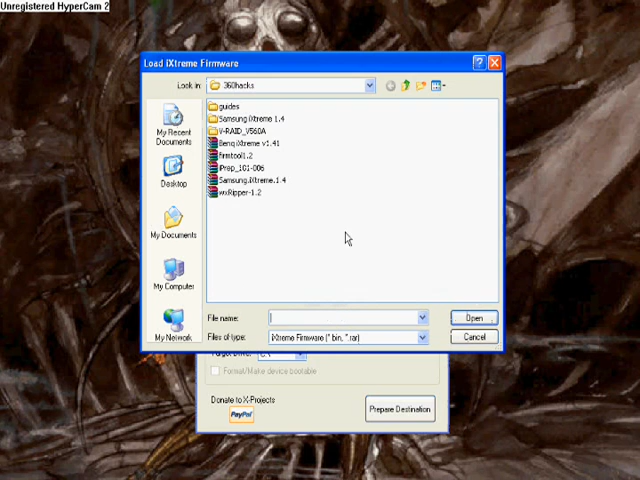 Unregistered HyperCam 2
Load iXtreme Firmware
Look in:
360hacks
guides
Samsung iXtreme 1.4
V-RAID_V560A
Benq iXtreme v1.41
firmtool1.2
iPrep_101-006
Samsung.iXtreme.1.4
wxRipper-1.2
My Recent
Documents
Desktop
My Documents
My Computer
My Network
File name:
Open
Files of type:
iXtreme Firmware (*.bin, *.rar)
Cancel
Target Drive:
C:\
Format/Make device bootable
Donate to X-Projects
PayPal
Prepare Destination